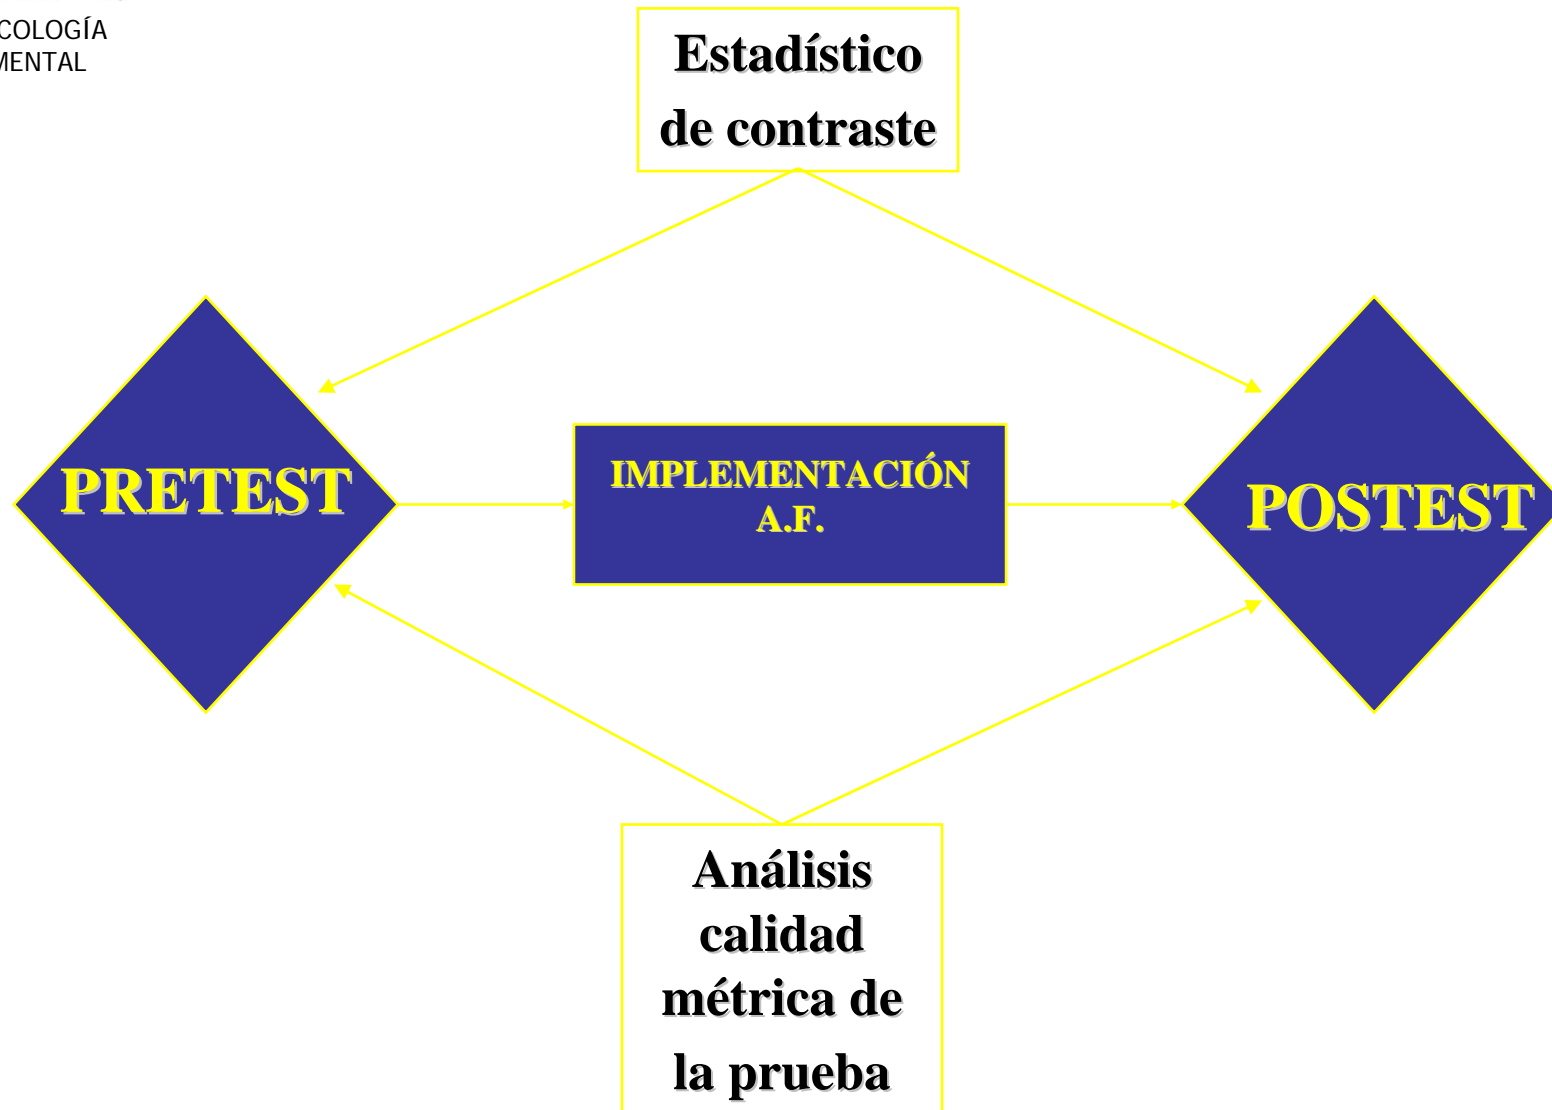 COLOGÍA
MENTAL
Estadístico
de contraste
PRETEST
IMPLEMENTACIÓN
A.F.
POSTEST
Análisis
calidad
métrica de
la prueba